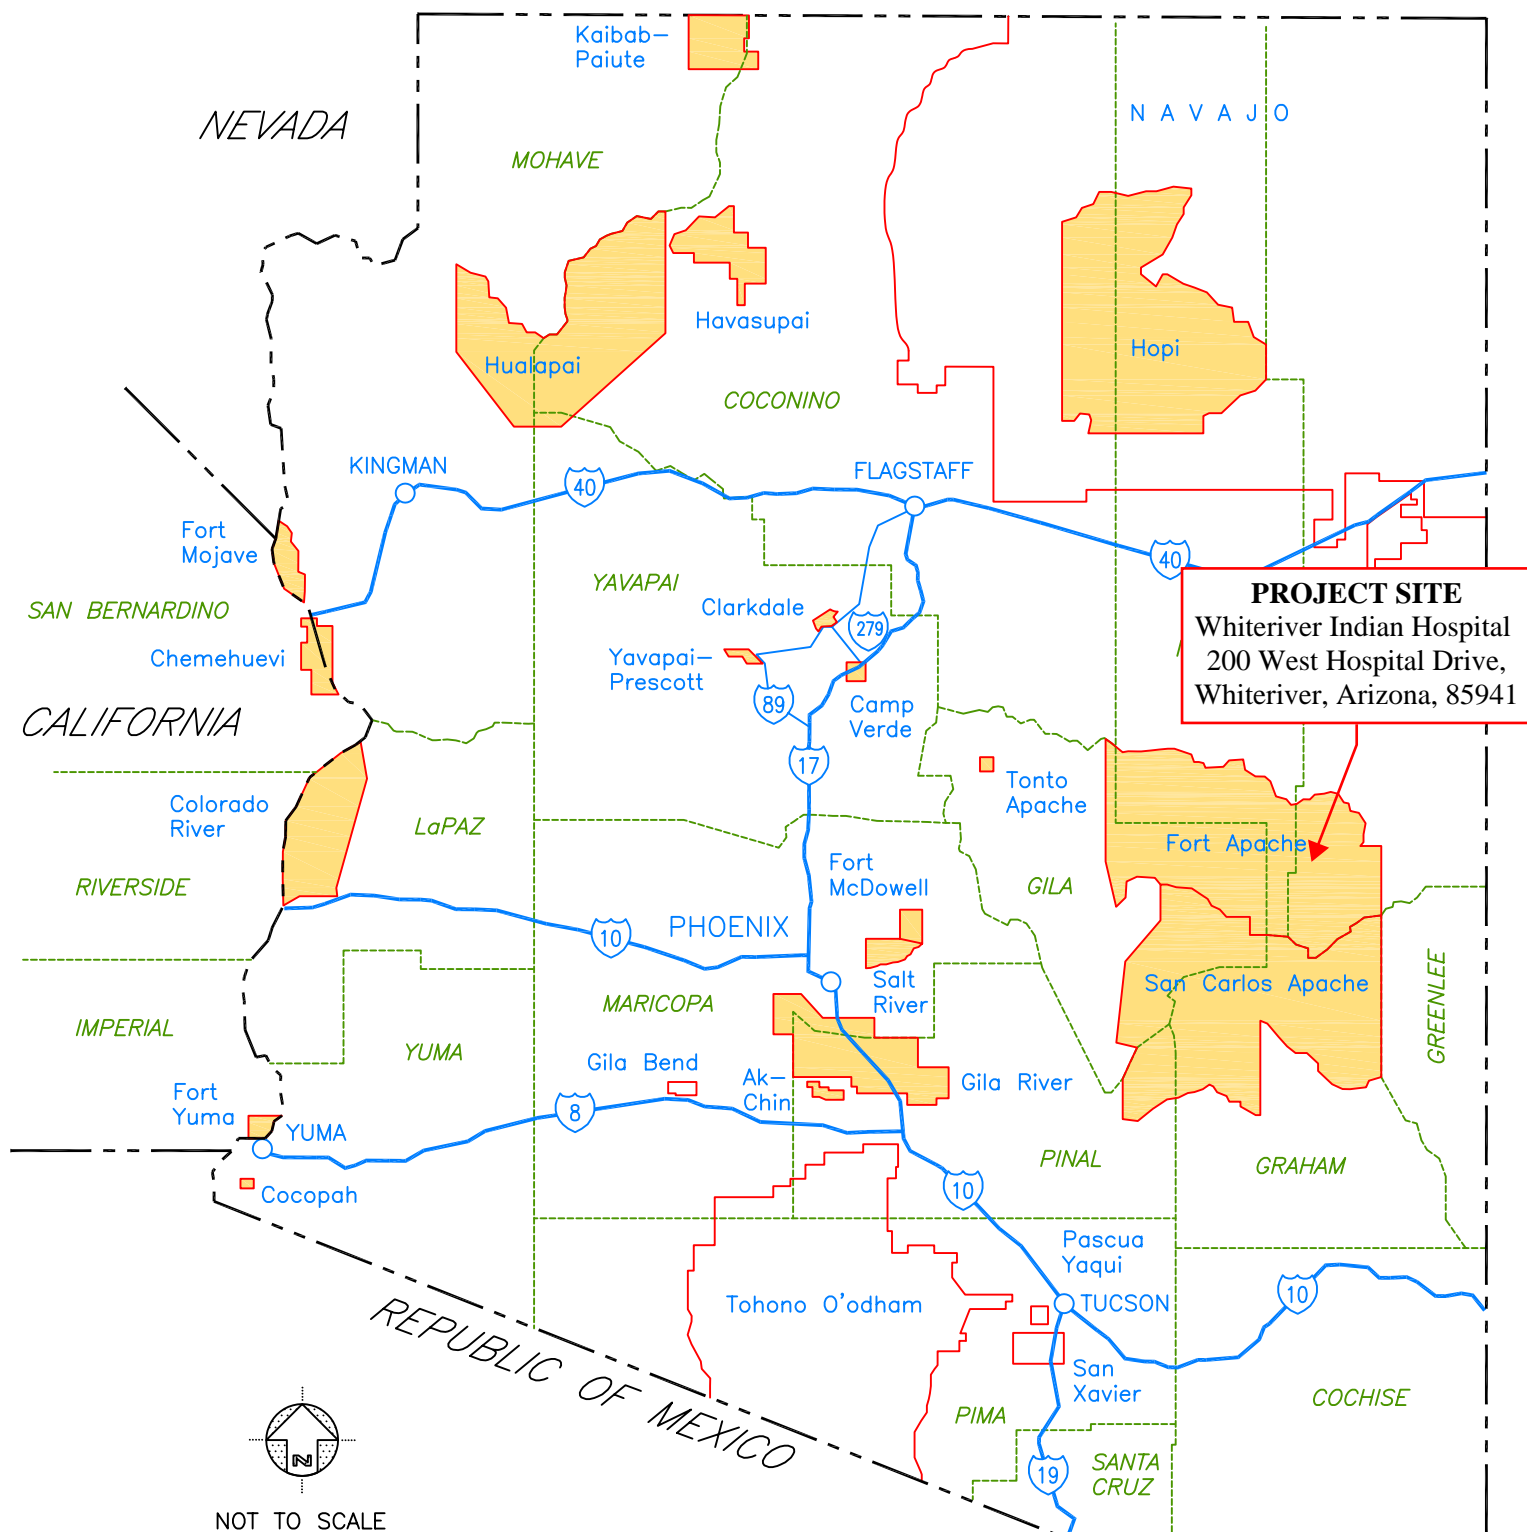 Kaibab–
Paiute
NEVADA
N A V A J O
MOHAVE
Havasupai
Hualapai
Hopi
COCONINO
KINGMAN
FLAGSTAFF
40
40
Fort
Mojave
YAVAPAI
SAN BERNARDINO
Clarkdale
279
PROJECT SITE
Whiteriver Indian Hospital
200 West Hospital Drive,
Whiteriver, Arizona, 85941
Chemehuevi
Yavapai–
Prescott
89
Camp
Verde
CALIFORNIA
17
Tonto
Apache
Colorado
River
LaPAZ
Fort Apache
Fort
McDowell
RIVERSIDE
GILA
PHOENIX
10
Salt
River
San Carlos Apache
GREENLEE
MARICOPA
IMPERIAL
YUMA
Gila Bend
Ak–
Chin
Gila River
Fort
Yuma
8
YUMA
PINAL
GRAHAM
Cocopah
10
Pascua
Yaqui
Tohono O'odham
TUCSON
10
REPUBLIC OF MEXICO
San
Xavier
PIMA
COCHISE
SANTA
CRUZ
19
N
NOT TO SCALE